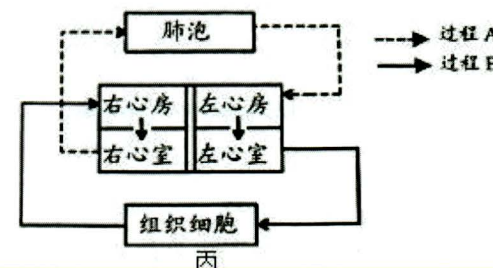 肺泡
过程A
过程B
右心房 左心房
右心室 左心室
组织细胞
丙